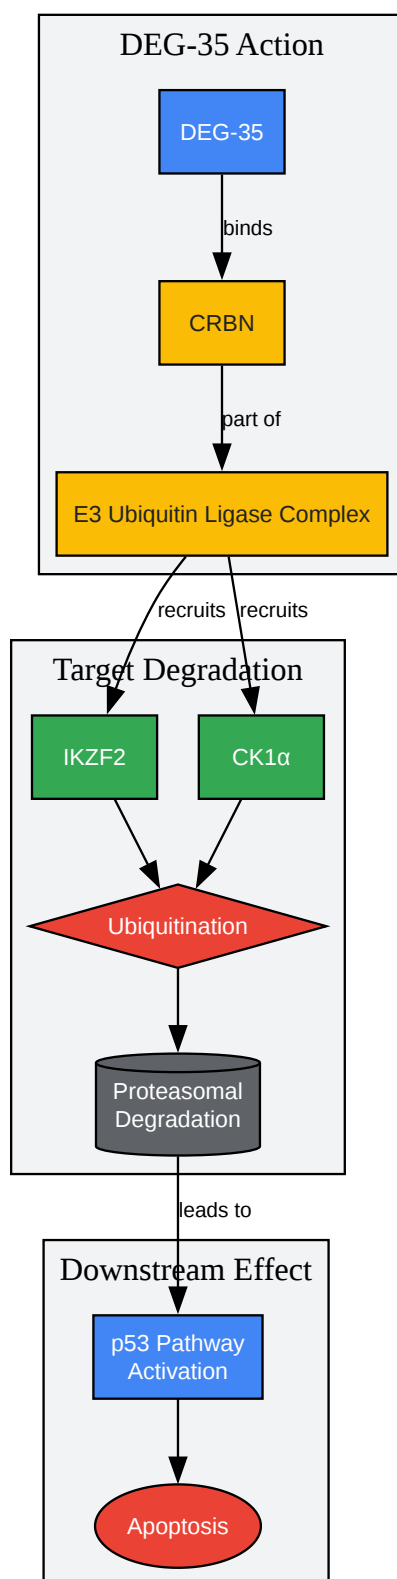 DEG-35 Action
DEG-35
binds
CRBN
part of
E3 Ubiquitin Ligase Complex
recruits
recruits
Target Degradation
IKZF2
CK1α
Ubiquitination
Proteasomal
Degradation
leads to
Downstream Effect
p53 Pathway
Activation
Apoptosis